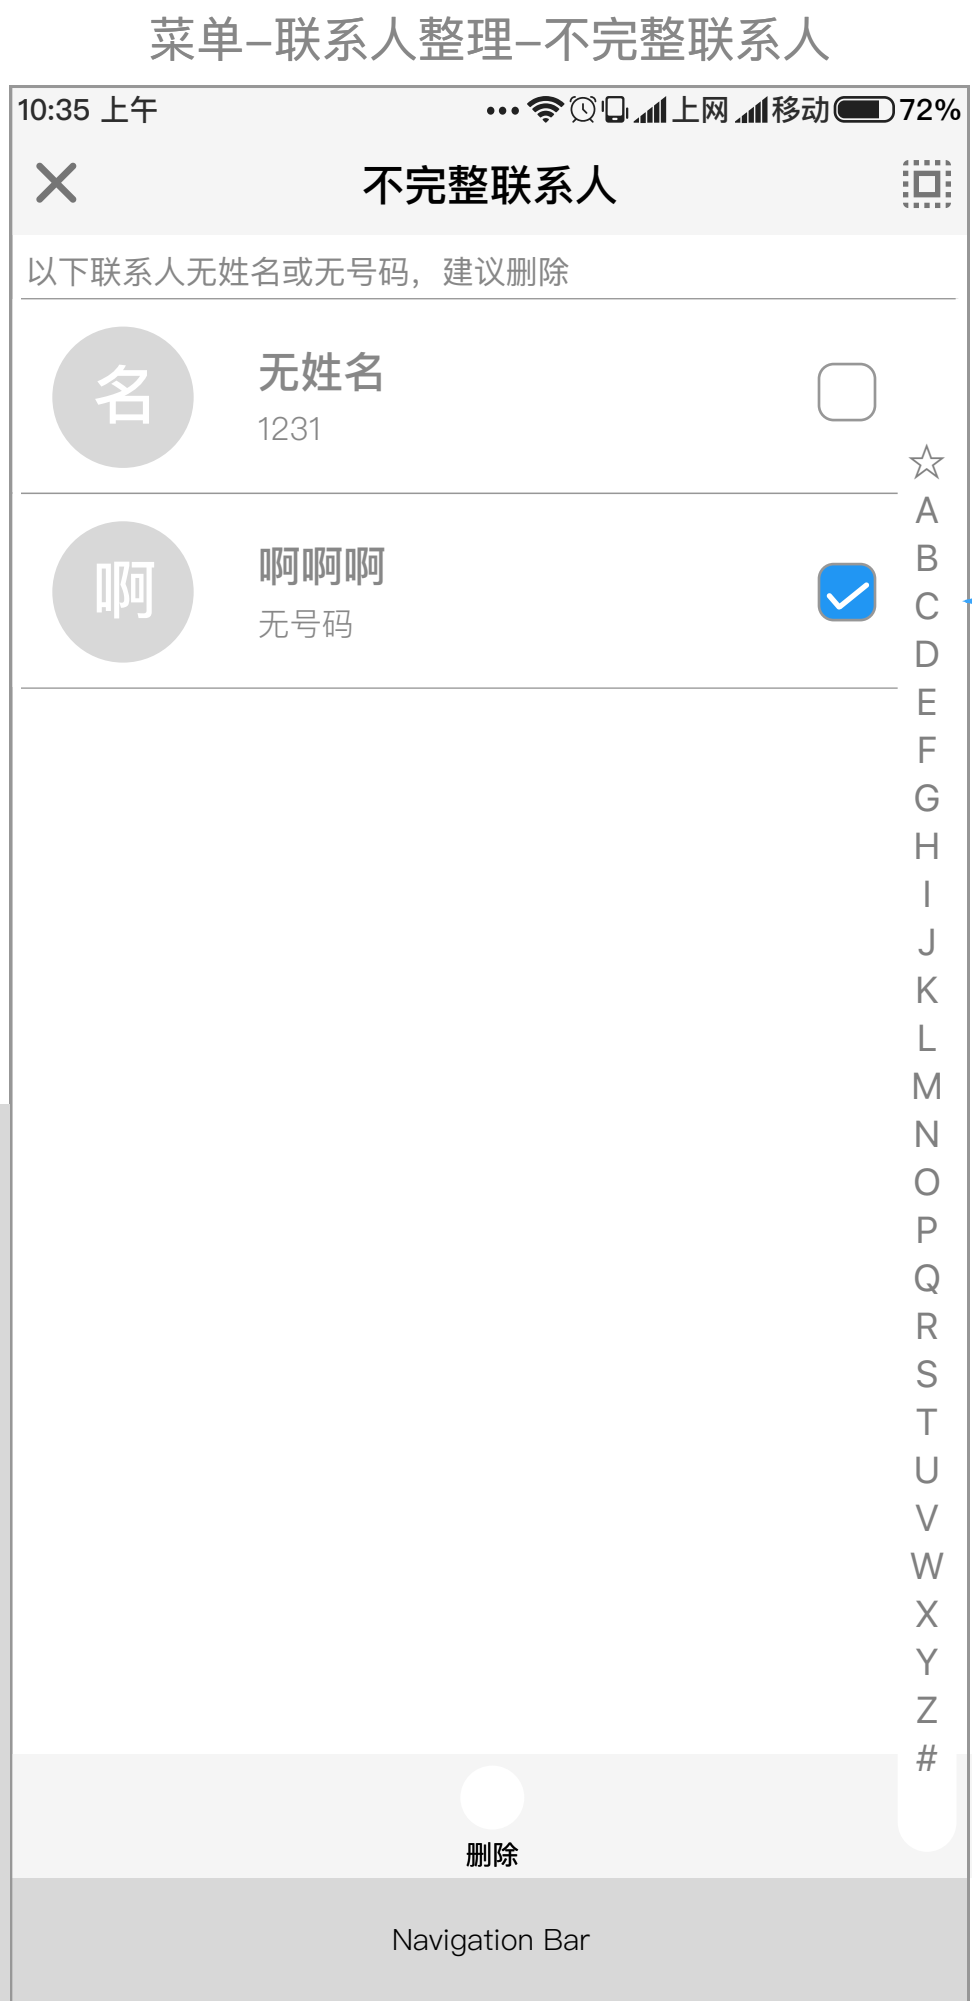 菜单-联系人整理-不完整联系人
10:35 上午 上网 移动 72%
不完整联系人
以下联系人无姓名或无号码，建议删除
名
无姓名
1231
啊
啊啊啊
无号码
☆
A
B
C
D
E
F
G
H
I
J
K
L
M
N
O
P
Q
R
S
T
U
V
W
X
Y
Z
#
删除
Navigation Bar